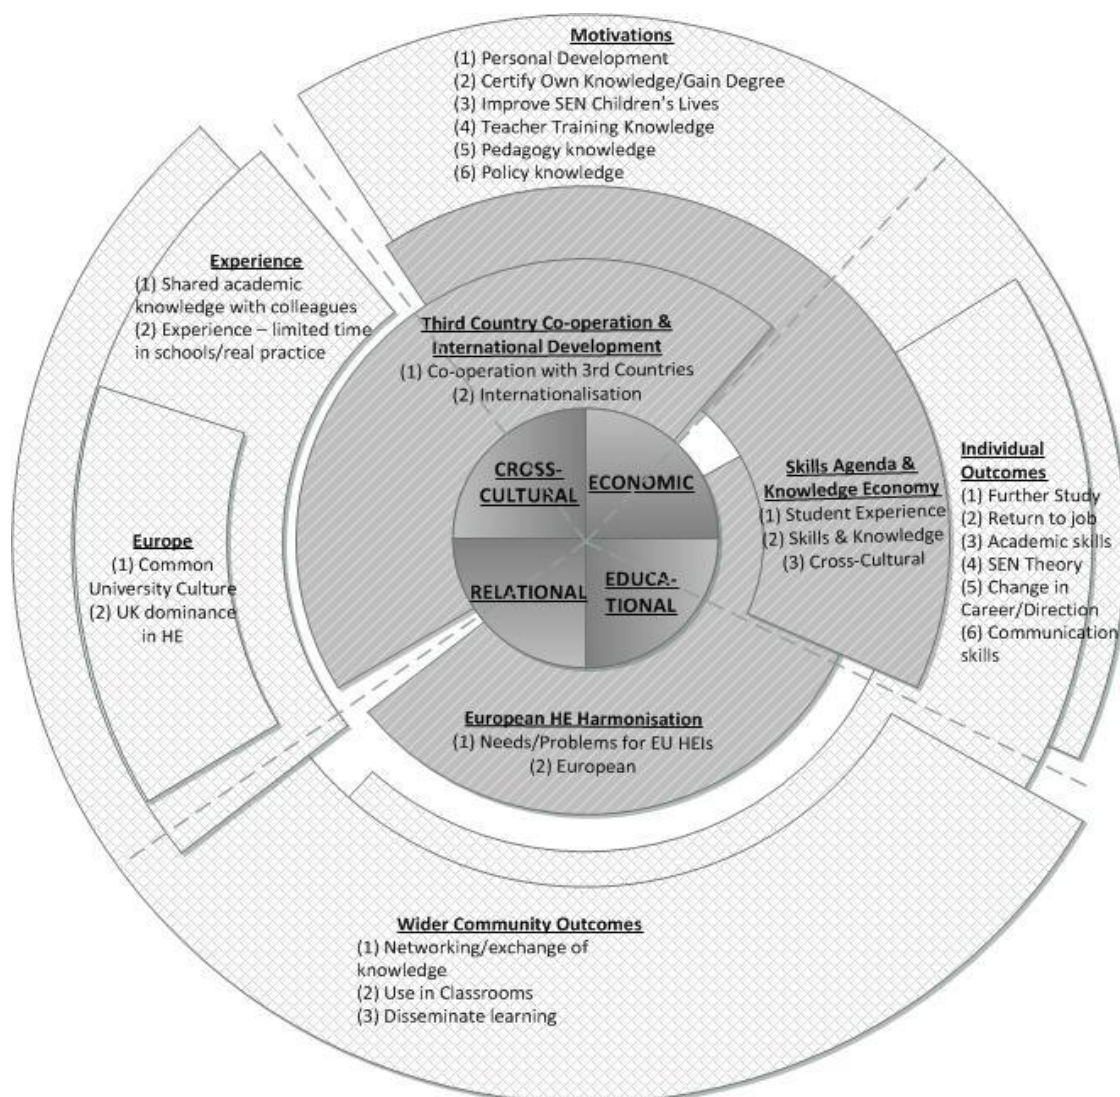 Motivations
(1) Personal Development
(2) Certify Own Knowledge/Gain Degree
(3) Improve SEN Children's Lives
(4) Teacher Training Knowledge
(5) Pedagogy knowledge
(6) Policy knowledge
Experience
(1) Shared academic
knowledge with colleagues
(2) Experience – limited time
in schools/real practice
Third Country Co-operation &
International Development
(1) Co-operation with 3rd Countries
(2) Internationalisation
CROSS-
CULTURAL
ECONOMIC
RELATIONAL
EDUCA-
TIONAL
Skills Agenda &
Knowledge Economy
(1) Student Experience
(2) Skills & Knowledge
(3) Cross-Cultural
Individual
Outcomes
(1) Further Study
(2) Return to job
(3) Academic skills
(4) SEN Theory
(5) Change in
Career/Direction
(6) Communication
skills
Europe
(1) Common
University Culture
(2) UK dominance
in HE
European HE Harmonisation
(1) Needs/Problems for EU HEIs
(2) European
Wider Community Outcomes
(1) Networking/exchange of
knowledge
(2) Use in Classrooms
(3) Disseminate learning